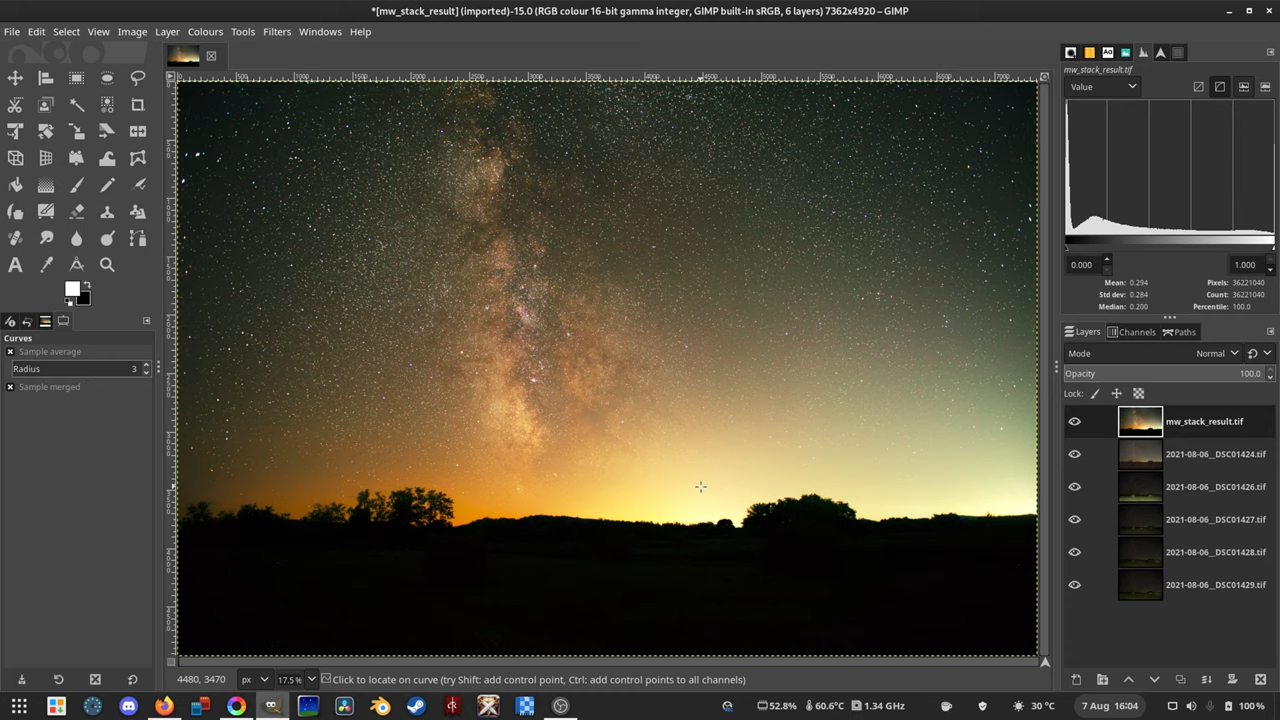 *[mw_stack_result] (imported)-15.0 (RGB colour 16-bit gamma integer, GIMP built-in sRGB, 6 layers) 7362x4920 – GIMP
File Edit Select View Image Layer Colours Tools Filters Windows Help
mw_stack_result.tif
Value
0.000 1.000
Mean: 0.294 Pixels: 36221040
Std dev: 0.284 Count: 36221040
Median: 0.200 Percentile: 100.0
Layers Channels Paths
Mode Normal
Opacity 100.0
Lock:
mw_stack_result.tif
2021-08-06__DSC01424.tif
2021-08-06__DSC01426.tif
2021-08-06__DSC01427.tif
2021-08-06__DSC01428.tif
2021-08-06__DSC01429.tif
Curves
Sample average
Radius 3
Sample merged
4480, 3470 px 17.5 % Click to locate on curve (try Shift: add control point, Ctrl: add control points to all channels)
52.8% 60.6°C 1.34 GHz 30 °C 7 Aug 16:04 100 %